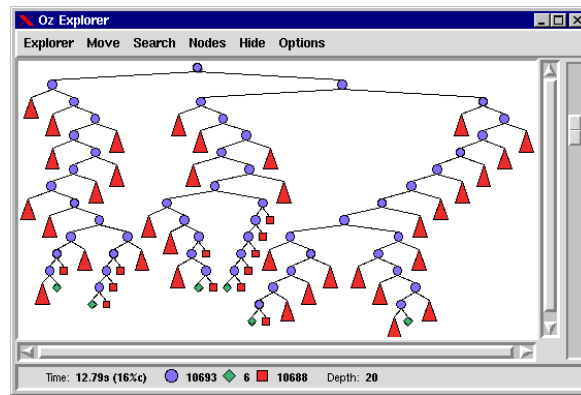 Oz Explorer
Explorer Move Search Nodes Hide Options
Time: 12.79s (16%c) 10693 6 10688 Depth: 20